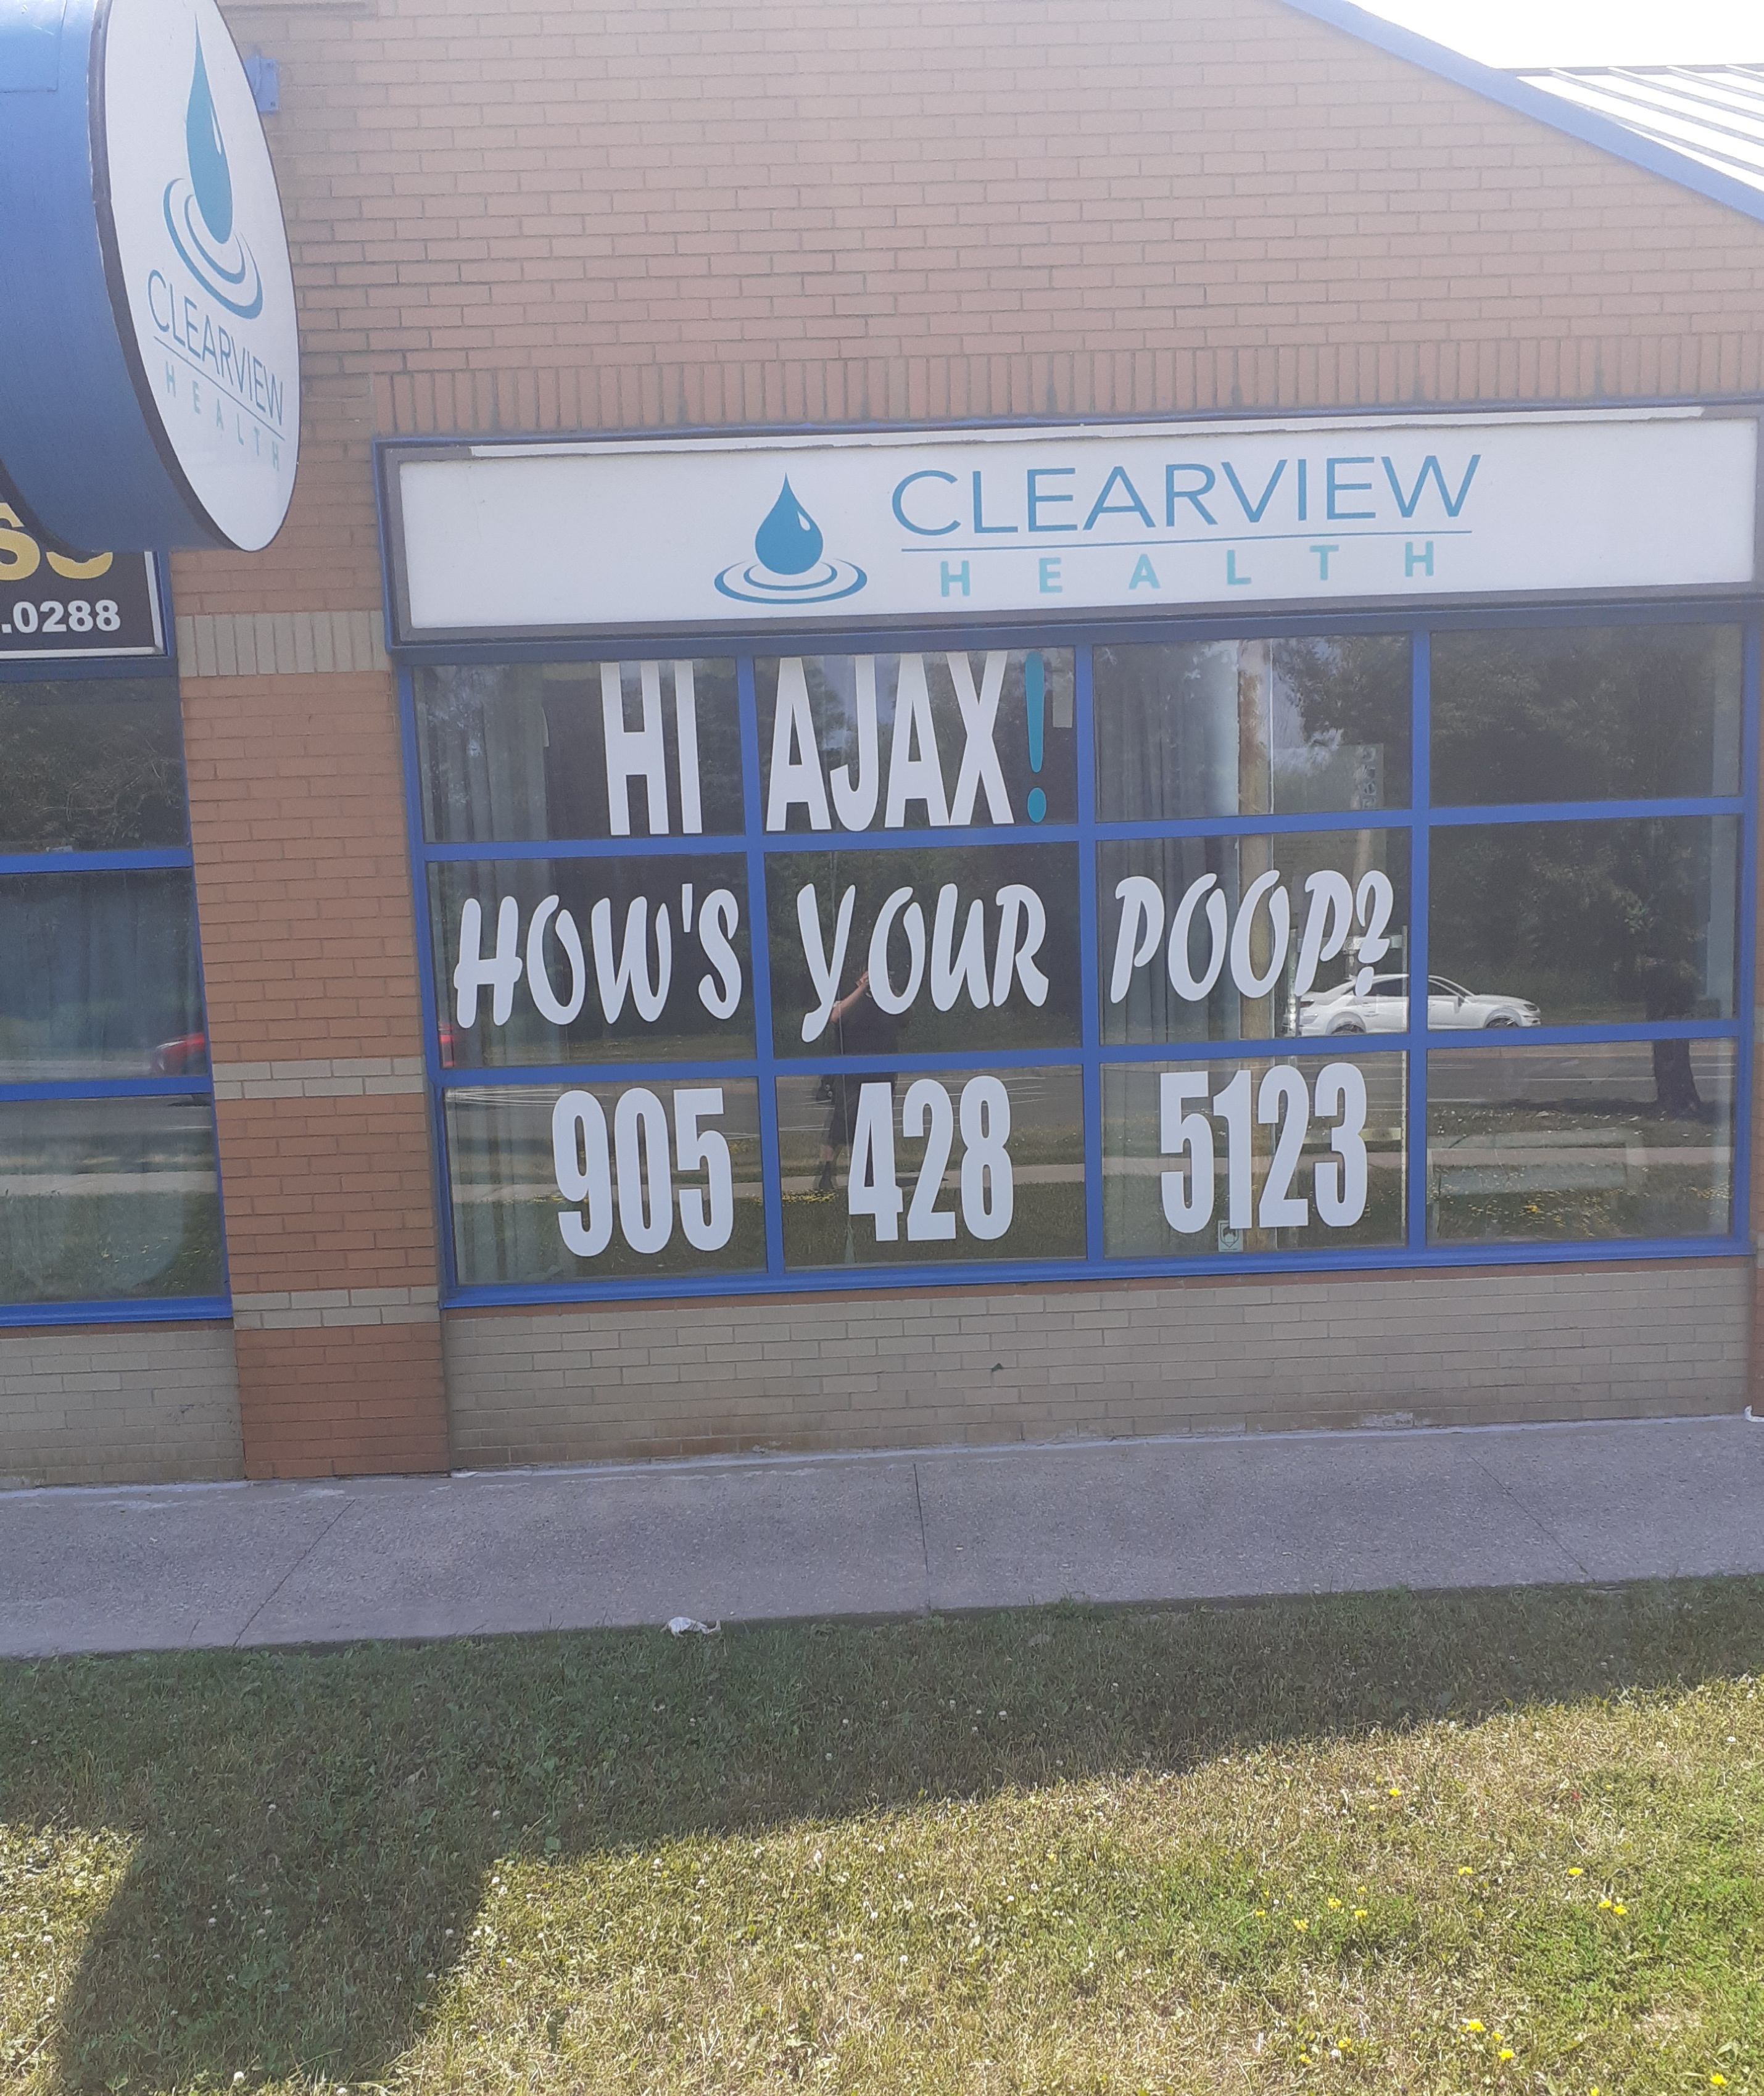 CLEARVIEW
HEALTH
.0288
CLEARVIEW
HEALTH
HI AJAX!
HOW'S YOUR POOP?
905 428 5123